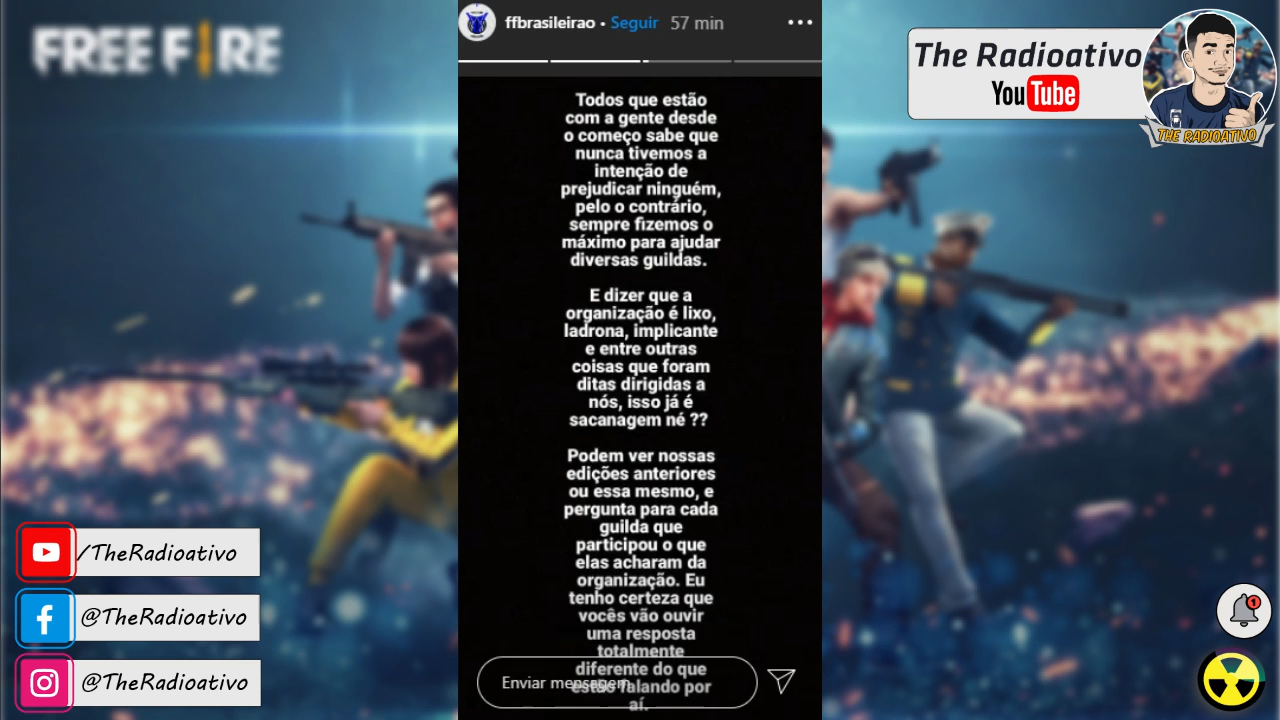 FREE FIRE
ffbrasileirao • Seguir 57 min
The Radioativo
YouTube
THE RADIOATIVO
Todos que estão
com a gente desde
o começo sabe que
nunca tivemos a
intenção de
prejudicar ninguém,
pelo o contrário,
sempre fizemos o
máximo para ajudar
diversas guildas.
E dizer que a
organização é lixo,
ladrona, implicante
e entre outras
coisas que foram
ditas dirigidas a
nós, isso já é
sacanagem né ??
Podem ver nossas
edições anteriores
ou essa mesmo, e
pergunta para cada
guilda que
participou o que
elas acharam da
organização. Eu
tenho certeza que
vocês vão ouvir
uma resposta
totalmente
diferente do que
estão falando por
aí.
Enviar mensagem
/TheRadioativo
@TheRadioativo
@TheRadioativo
1